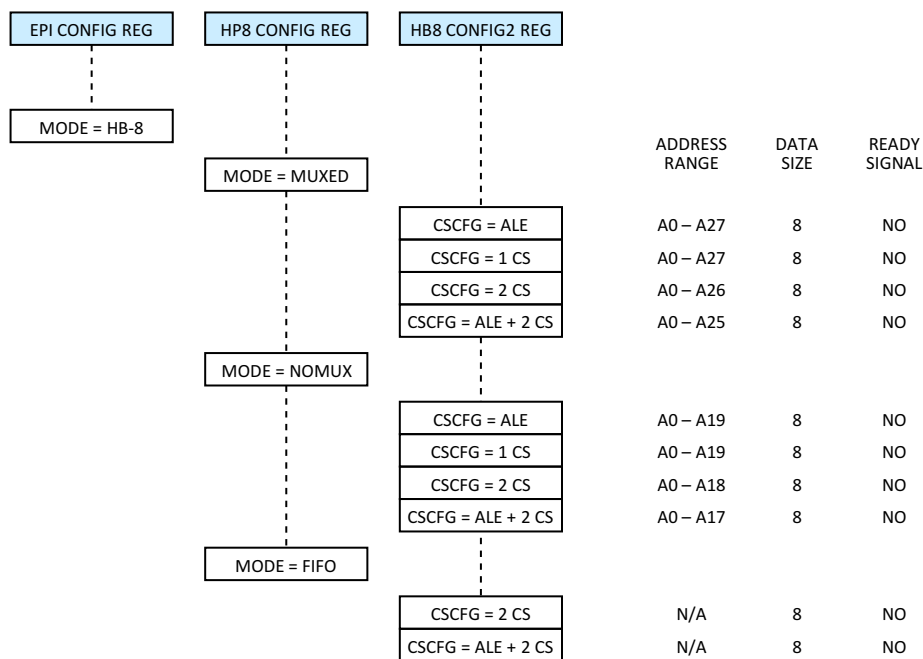 EPI CONFIG REG HP8 CONFIG REG HB8 CONFIG2 REG
MODE = HB-8
ADDRESS RANGE DATA SIZE READY SIGNAL
MODE = MUXED
CSCFG = ALE A0 – A27 8 NO
CSCFG = 1 CS A0 – A27 8 NO
CSCFG = 2 CS A0 – A26 8 NO
CSCFG = ALE + 2 CS A0 – A25 8 NO
MODE = NOMUX
CSCFG = ALE A0 – A19 8 NO
CSCFG = 1 CS A0 – A19 8 NO
CSCFG = 2 CS A0 – A18 8 NO
CSCFG = ALE + 2 CS A0 – A17 8 NO
MODE = FIFO
CSCFG = 2 CS N/A 8 NO
CSCFG = ALE + 2 CS N/A 8 NO